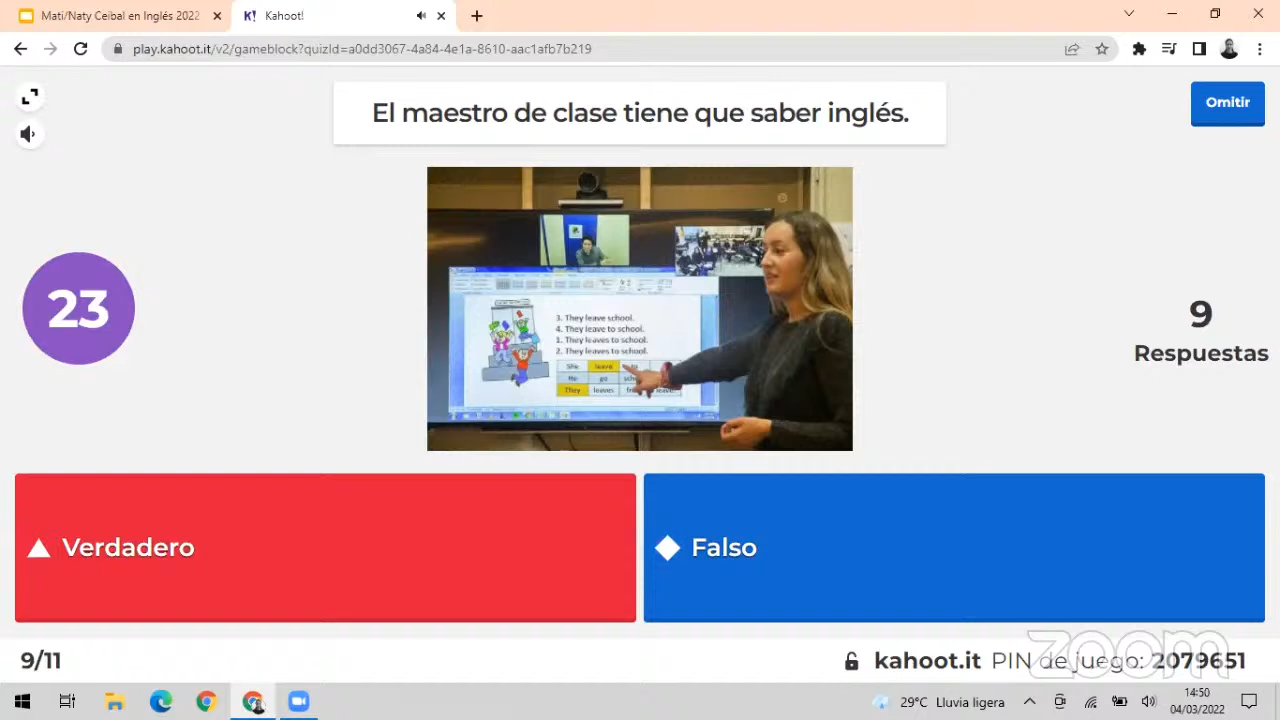 Mati/Naty Ceibal en Inglés 2022
Kahoot!
play.kahoot.it/v2/gameblock?quizId=a0dd3067-4a84-4e1a-8610-aac1afb7b219
El maestro de clase tiene que saber inglés.
Omitir
23
3. They leave school.
4. They leave to school.
1. They leaves to school.
2. They leaves to school.
She leave to
He go
They leaves leave.
9
Respuestas
Verdadero
Falso
9/11
kahoot.it PIN de juego: 2079651
zoom
29°C Lluvia ligera
14:50
04/03/2022